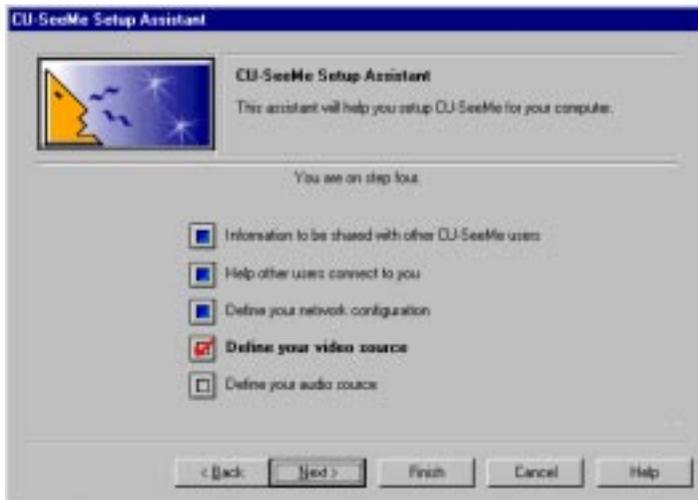 CU-SeeMe Setup Assistant
CU-SeeMe Setup Assistant
This assistant will help you setup CU-SeeMe for your computer.
You are on step four.
Information to be shared with other CU-SeeMe users
Help other users connect to you
Define your network configuration
Define your video source
Define your audio source
< Back
Next >
Finish
Cancel
Help